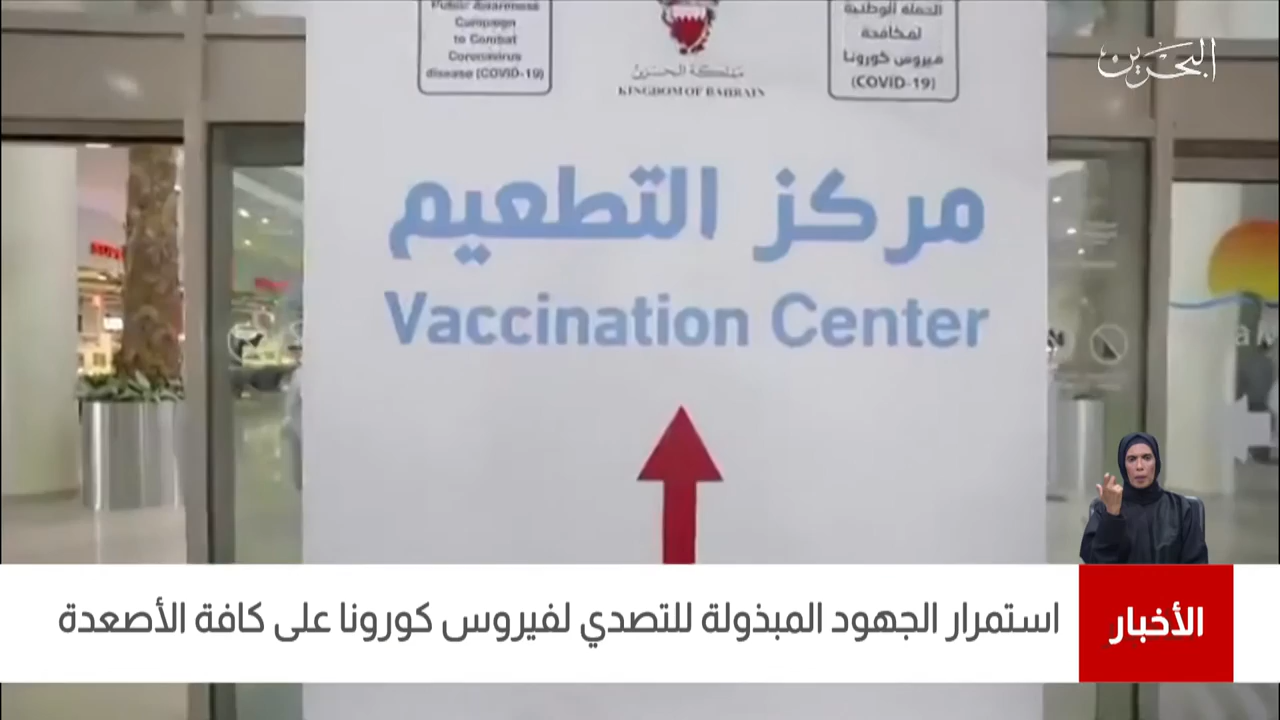 Public Awareness
Campaign
to Combat
Coronavirus
disease (COVID-19)
مملكة البحرين
KINGDOM OF BAHRAIN
الحملة الوطنية
لمكافحة
فيروس كورونا
(COVID-19)
البحرين
مركز التطعيم
Vaccination Center
الأخبار
استمرار الجهود المبذولة للتصدي لفيروس كورونا على كافة الأصعدة